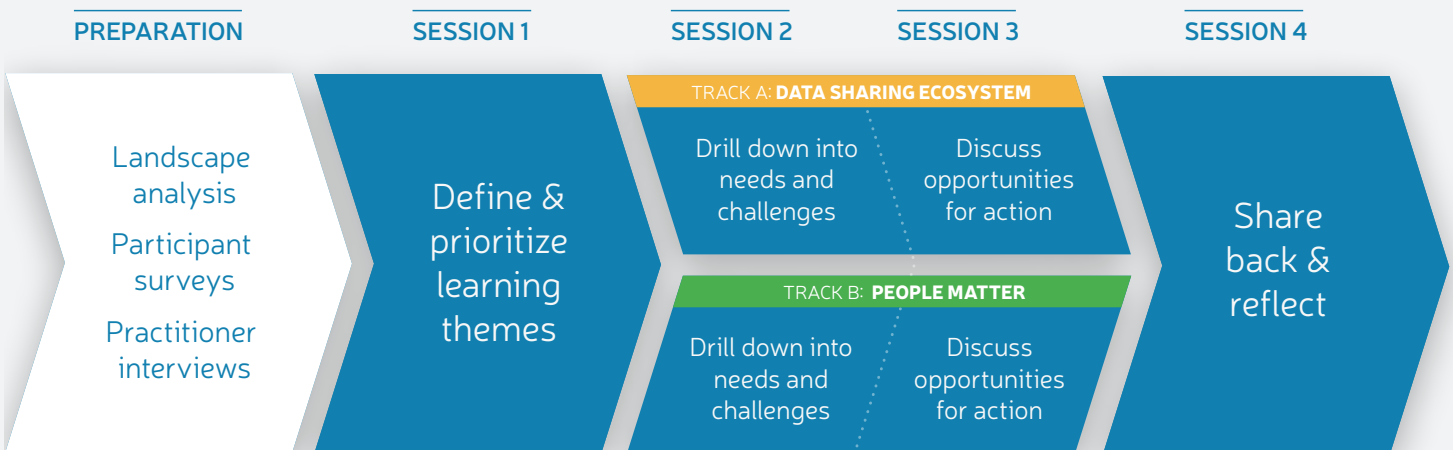 PREPARATION
SESSION 1
SESSION 2
SESSION 3
SESSION 4
Landscape
analysis
Participant
surveys
Practitioner
interviews
Define &
prioritize
learning
themes
TRACK A: DATA SHARING ECOSYSTEM
Drill down into
needs and
challenges
Discuss
opportunities
for action
TRACK B: PEOPLE MATTER
Drill down into
needs and
challenges
Discuss
opportunities
for action
Share
back &
reflect